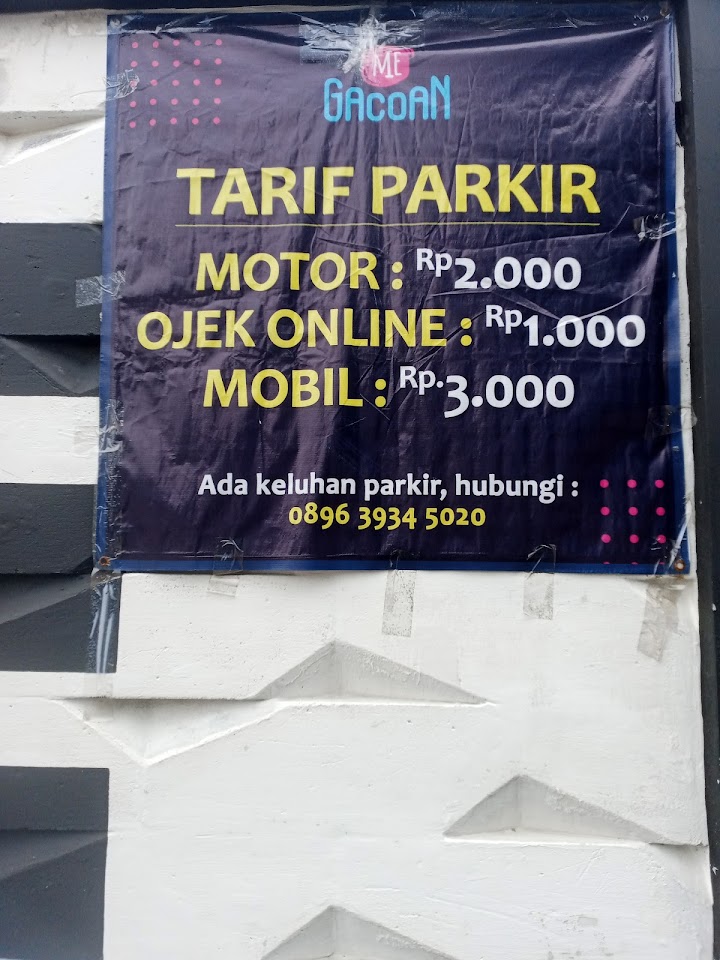 ME
GACOAN
TARIF PARKIR
MOTOR : Rp2.000
OJEK ONLINE : Rp1.000
MOBIL : Rp.3.000
Ada keluhan parkir, hubungi :
0896 3934 5020